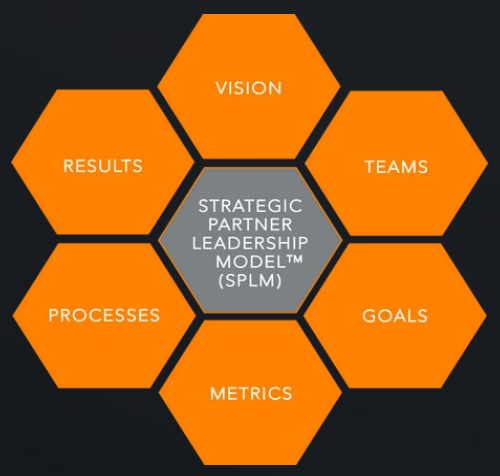 VISION
RESULTS
TEAMS
STRATEGIC
PARTNER
LEADERSHIP
MODEL™
(SPLM)
PROCESSES
GOALS
METRICS